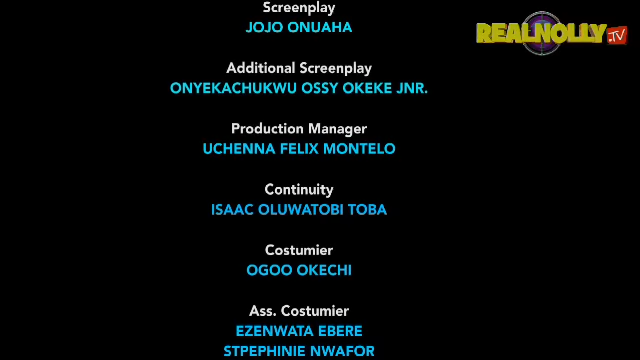 Screenplay
JOJO ONUAHA
REALNOLLY.TV
Additional Screenplay
ONYEKACHUKWU OSSY OKEKE JNR.
Production Manager
UCHENNA FELIX MONTELO
Continuity
ISAAC OLUWATOBI TOBA
Costumier
OGOO OKECHI
Ass. Costumier
EZENWATA EBERE
STPEPHINIE NWAFOR